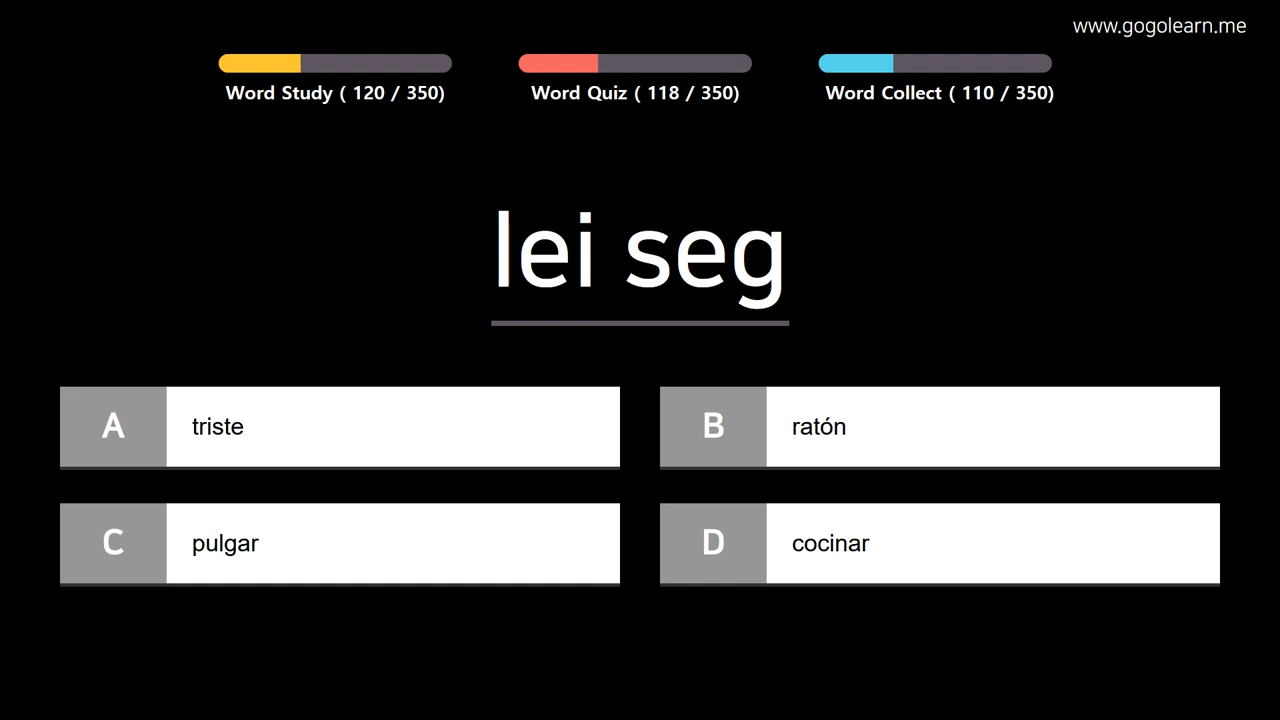 www.gogolearn.me
Word Study ( 120 / 350)
Word Quiz ( 118 / 350)
Word Collect ( 110 / 350)
lei seg
A
triste
B
ratón
C
pulgar
D
cocinar